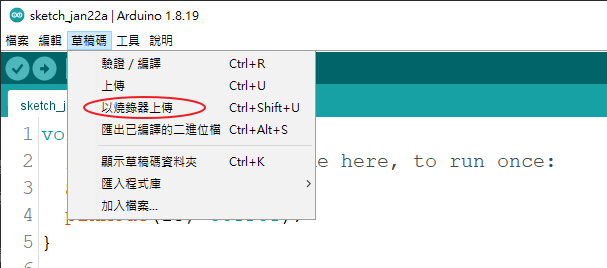 sketch_jan22a | Arduino 1.8.19
檔案 編輯 草稿碼 工具 說明
驗證 / 編譯 Ctrl+R
上傳 Ctrl+U
以燒錄器上傳 Ctrl+Shift+U
匯出已編譯的二進位檔 Ctrl+Alt+S
顯示草稿碼資料夾 Ctrl+K
匯入程式庫
加入檔案...
sketch_j
1 vo
2 e here, to run once:
3
4
5 }